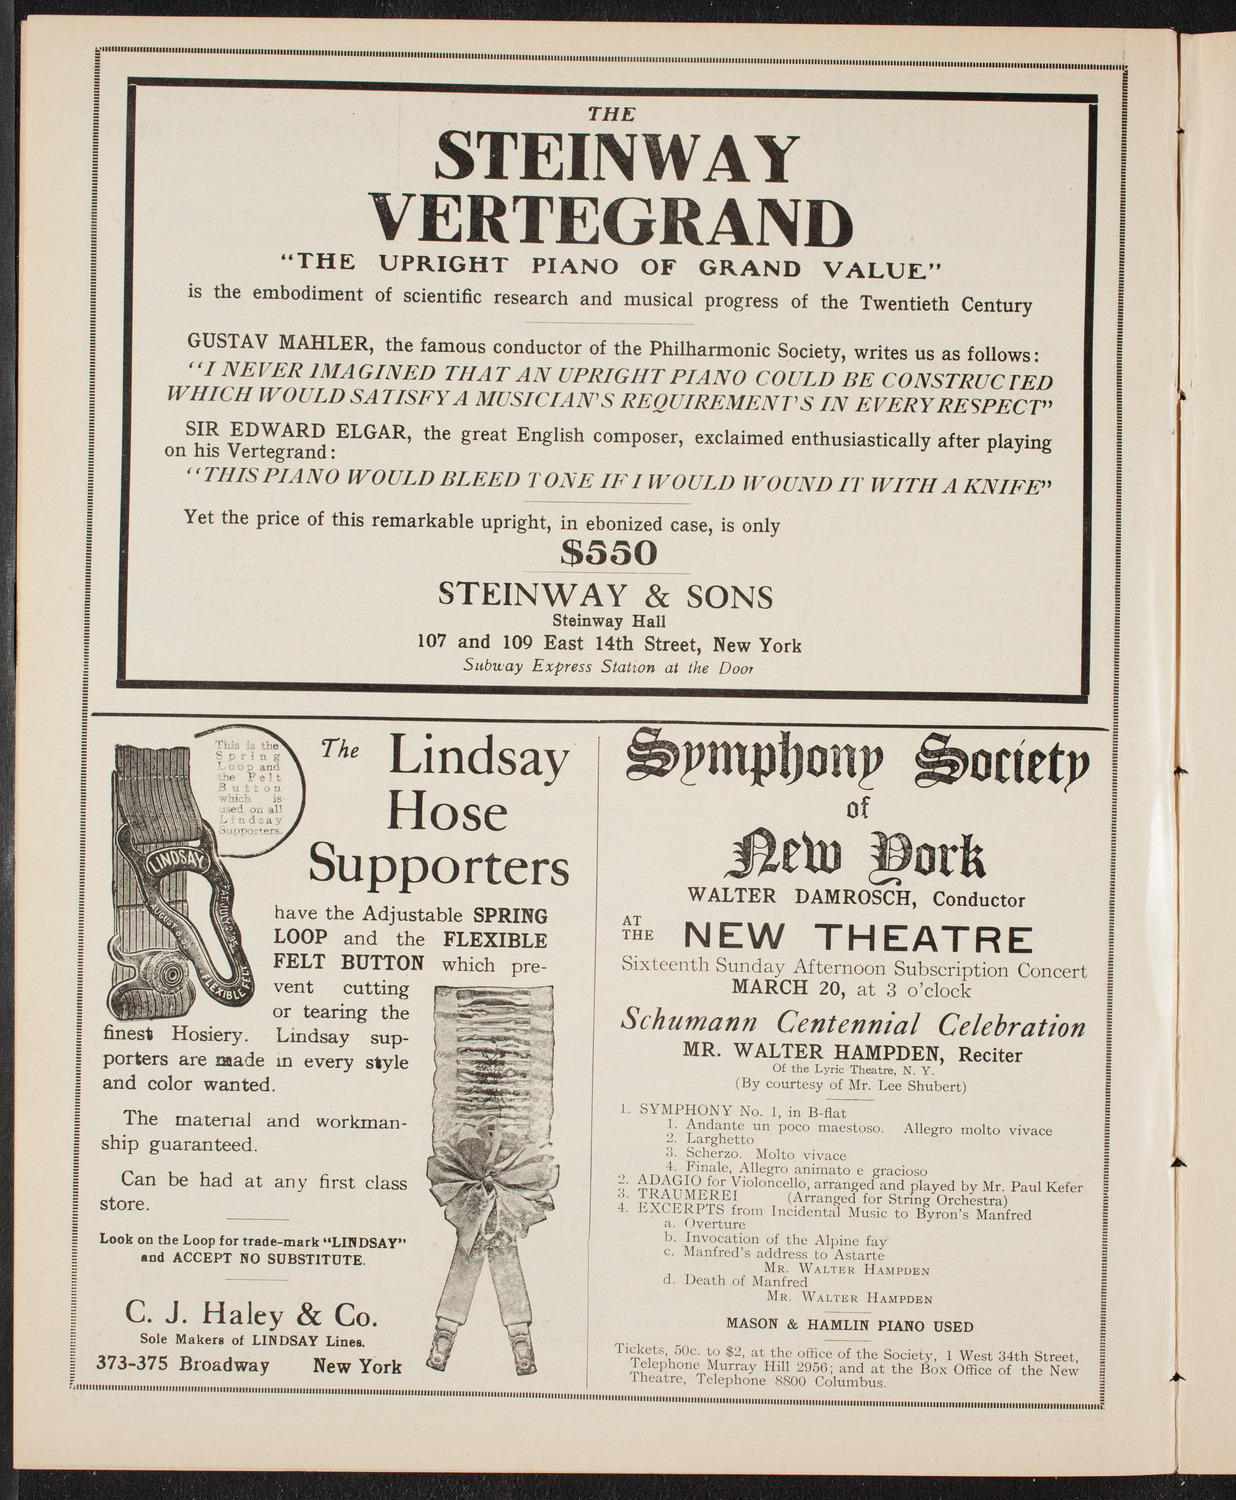 THE
STEINWAY
VERTEGRAND
"THE UPRIGHT PIANO OF GRAND VALUE"
is the embodiment of scientific research and musical progress of the Twentieth Century
GUSTAV MAHLER, the famous conductor of the Philharmonic Society, writes us as follows:
"I NEVER IMAGINED THAT AN UPRIGHT PIANO COULD BE CONSTRUCTED
WHICH WOULD SATISFY A MUSICIAN'S REQUIREMENT'S IN EVERY RESPECT"
SIR EDWARD ELGAR, the great English composer, exclaimed enthusiastically after playing
on his Vertegrand:
"THIS PIANO WOULD BLEED TONE IF I WOULD WOUND IT WITH A KNIFE"
Yet the price of this remarkable upright, in ebonized case, is only
$550
STEINWAY & SONS
Steinway Hall
107 and 109 East 14th Street, New York
Subway Express Station at the Door
This is the
Spring
Loop and
the Felt
Button
which is
used on all
Lindsay
Supporters.
LINDSAY
AUGUST 8.05
FLEXIBLE FELT
The Lindsay
Hose
Supporters
have the Adjustable SPRING
LOOP and the FLEXIBLE
FELT BUTTON which pre-
vent cutting
or tearing the
finest Hosiery. Lindsay sup-
porters are made in every style
and color wanted.
The material and workman-
ship guaranteed.
Can be had at any first class
store.
Look on the Loop for trade-mark "LINDSAY"
and ACCEPT NO SUBSTITUTE.
C. J. Haley & Co.
Sole Makers of LINDSAY Lines.
373-375 Broadway New York
Symphony Society
of
New York
WALTER DAMROSCH, Conductor
AT THE NEW THEATRE
Sixteenth Sunday Afternoon Subscription Concert
MARCH 20, at 3 o'clock
Schumann Centennial Celebration
MR. WALTER HAMPDEN, Reciter
Of the Lyric Theatre, N. Y.
(By courtesy of Mr. Lee Shubert)
1. SYMPHONY No. 1, in B-flat
1. Andante un poco maestoso. Allegro molto vivace
2. Larghetto
3. Scherzo. Molto vivace
4. Finale, Allegro animato e gracioso
2. ADAGIO for Violoncello, arranged and played by Mr. Paul Kefer
3. TRAUMEREI (Arranged for String Orchestra)
4. EXCERPTS from Incidental Music to Byron's Manfred
a. Overture
b. Invocation of the Alpine fay
c. Manfred's address to Astarte
MR. WALTER HAMPDEN
d. Death of Manfred
MR. WALTER HAMPDEN
MASON & HAMLIN PIANO USED
Tickets, 50c. to $2, at the office of the Society, 1 West 34th Street,
Telephone Murray Hill 2956; and at the Box Office of the New
Theatre, Telephone 8800 Columbus.